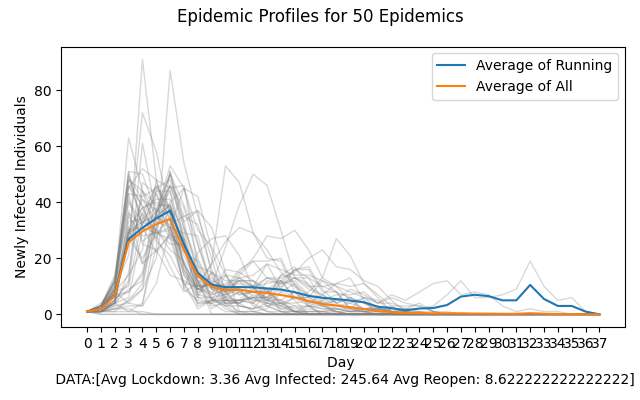 Epidemic Profiles for 50 Epidemics
Average of Running
Average of All
Newly Infected Individuals
80
60
40
20
0
0 1 2 3 4 5 6 7 8 9 10 11 12 13 14 15 16 17 18 19 20 21 22 23 24 25 26 27 28 29 30 31 32 33 34 35 36 37
Day
DATA:[Avg Lockdown: 3.36 Avg Infected: 245.64 Avg Reopen: 8.622222222222222]